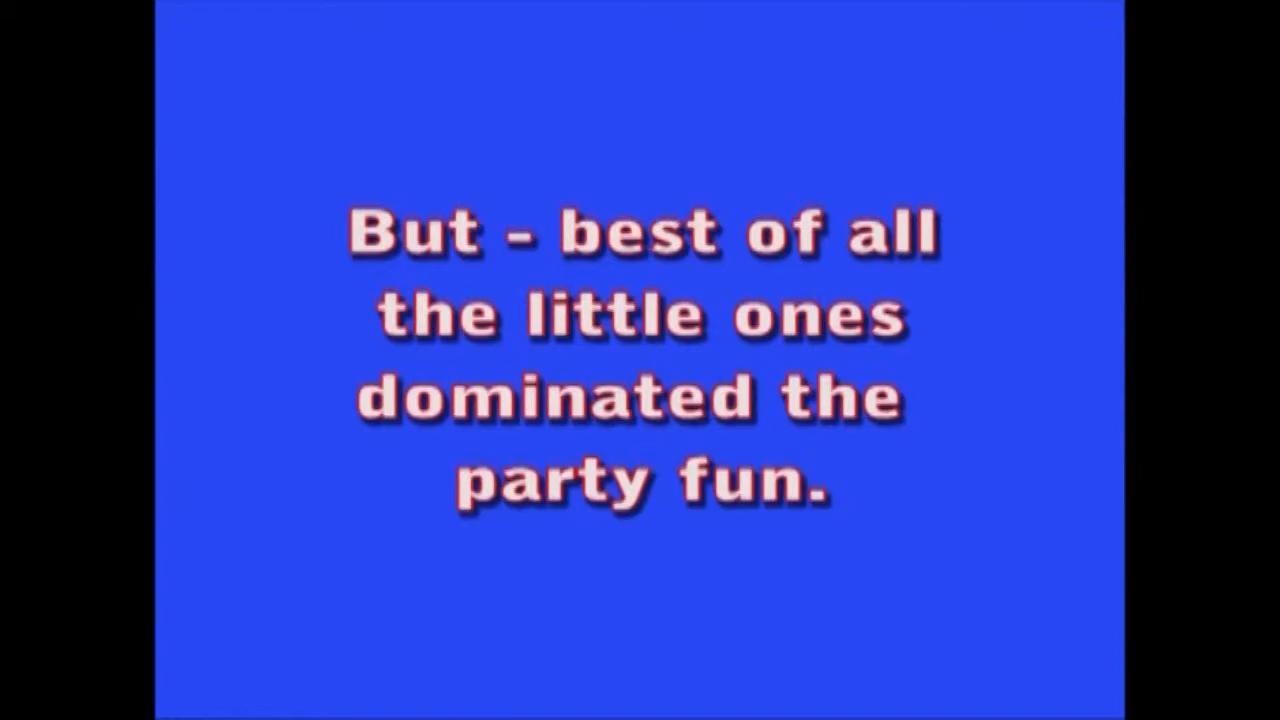 But - best of all
the little ones
dominated the
party fun.